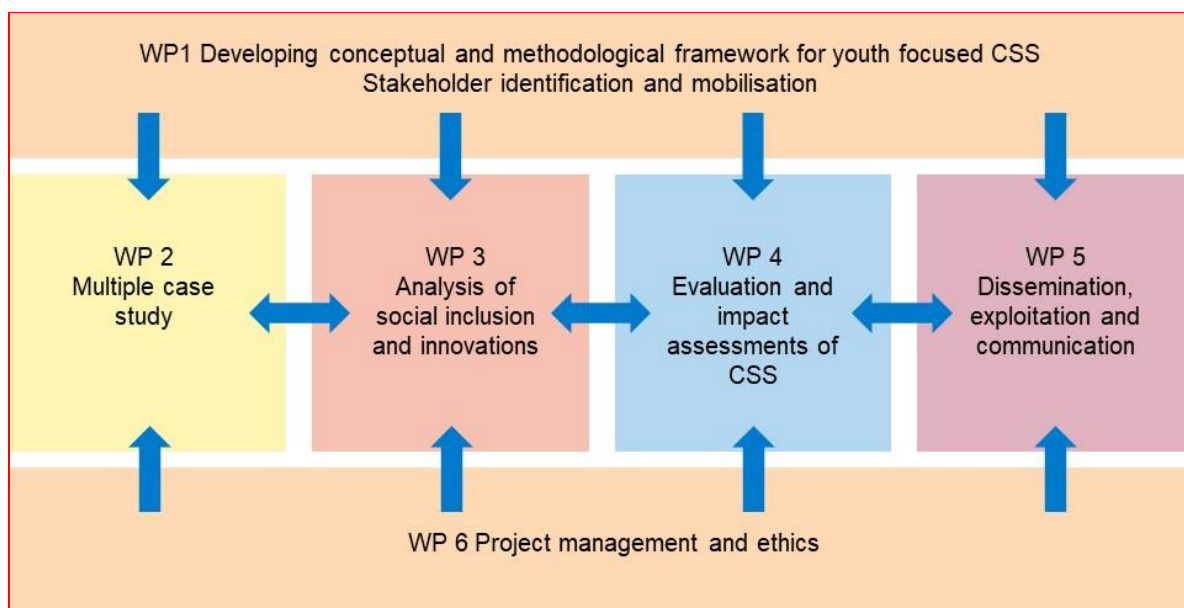 WP1 Developing conceptual and methodological framework for youth focused CSS
Stakeholder identification and mobilisation
WP 2
Multiple case
study
WP 3
Analysis of
social inclusion
and innovations
WP 4
Evaluation and
impact
assessments of
CSS
WP 5
Dissemination,
exploitation and
communication
WP 6 Project management and ethics